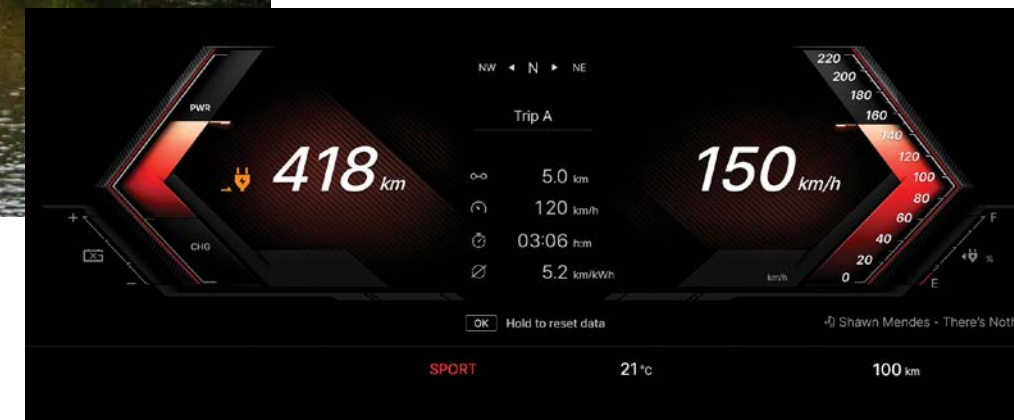 NW ◂ N ▸ NE
Trip A
PWR
CHG
+
-
418 km
5.0 km
120 km/h
03:06 h:m
5.2 km/kWh
OK Hold to reset data
150 km/h
220
200
180
160
140
120
100
80
60
40
20
0
km/h
F
%
E
Shawn Mendes - There's Noth
SPORT
21°C
100 km